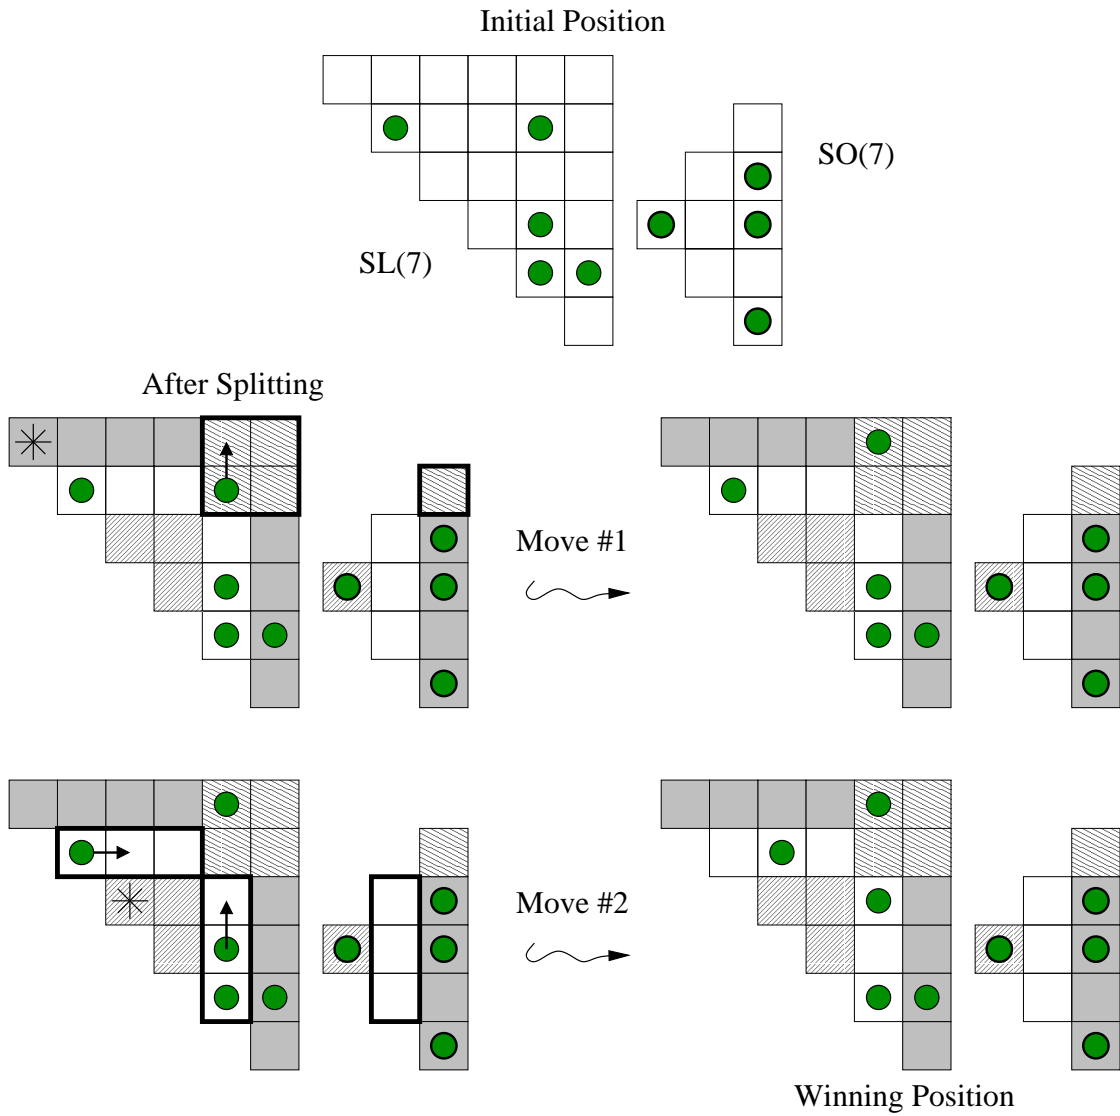 Initial Position
SO(7)
SL(7)
After Splitting
Move #1
Move #2
Winning Position